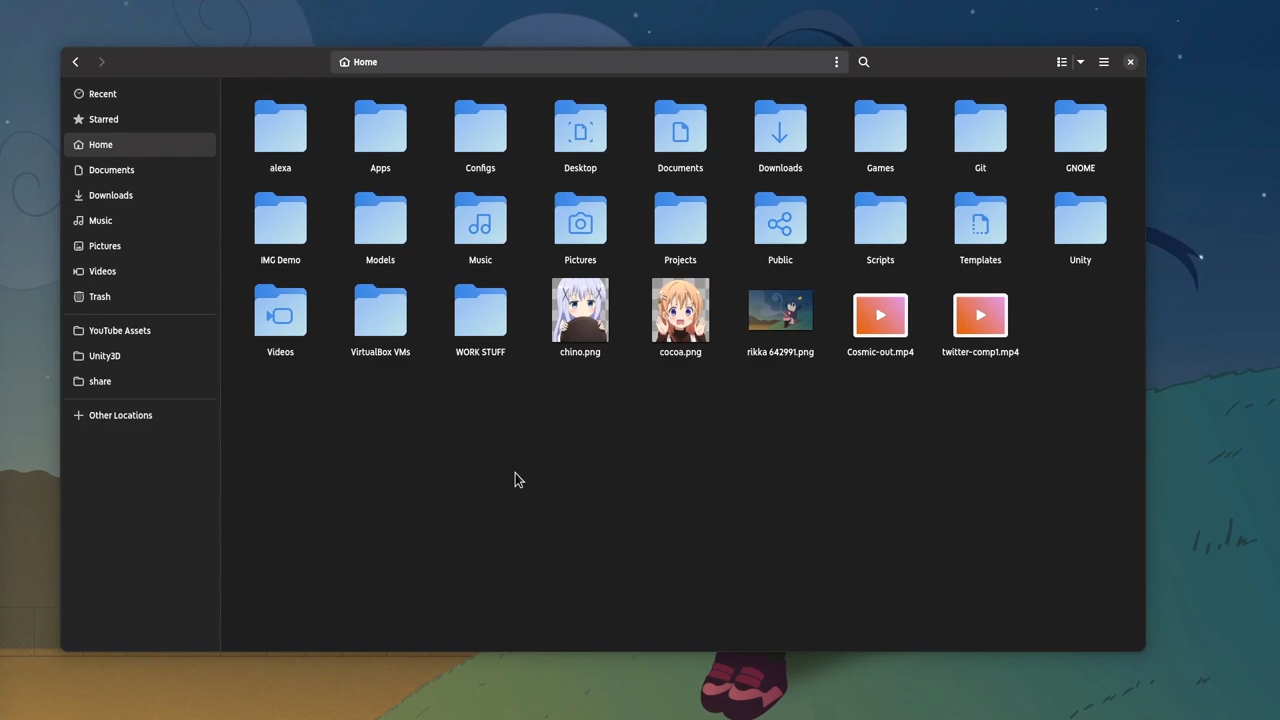 Home
Recent
Starred
Home
Documents
Downloads
Music
Pictures
Videos
Trash
YouTube Assets
Unity3D
share
Other Locations
alexa
Apps
Configs
Desktop
Documents
Downloads
Games
Git
GNOME
IMG Demo
Models
Music
Pictures
Projects
Public
Scripts
Templates
Unity
Videos
VirtualBox VMs
WORK STUFF
chino.png
cocoa.png
rikka 642991.png
Cosmic-out.mp4
twitter-comp1.mp4